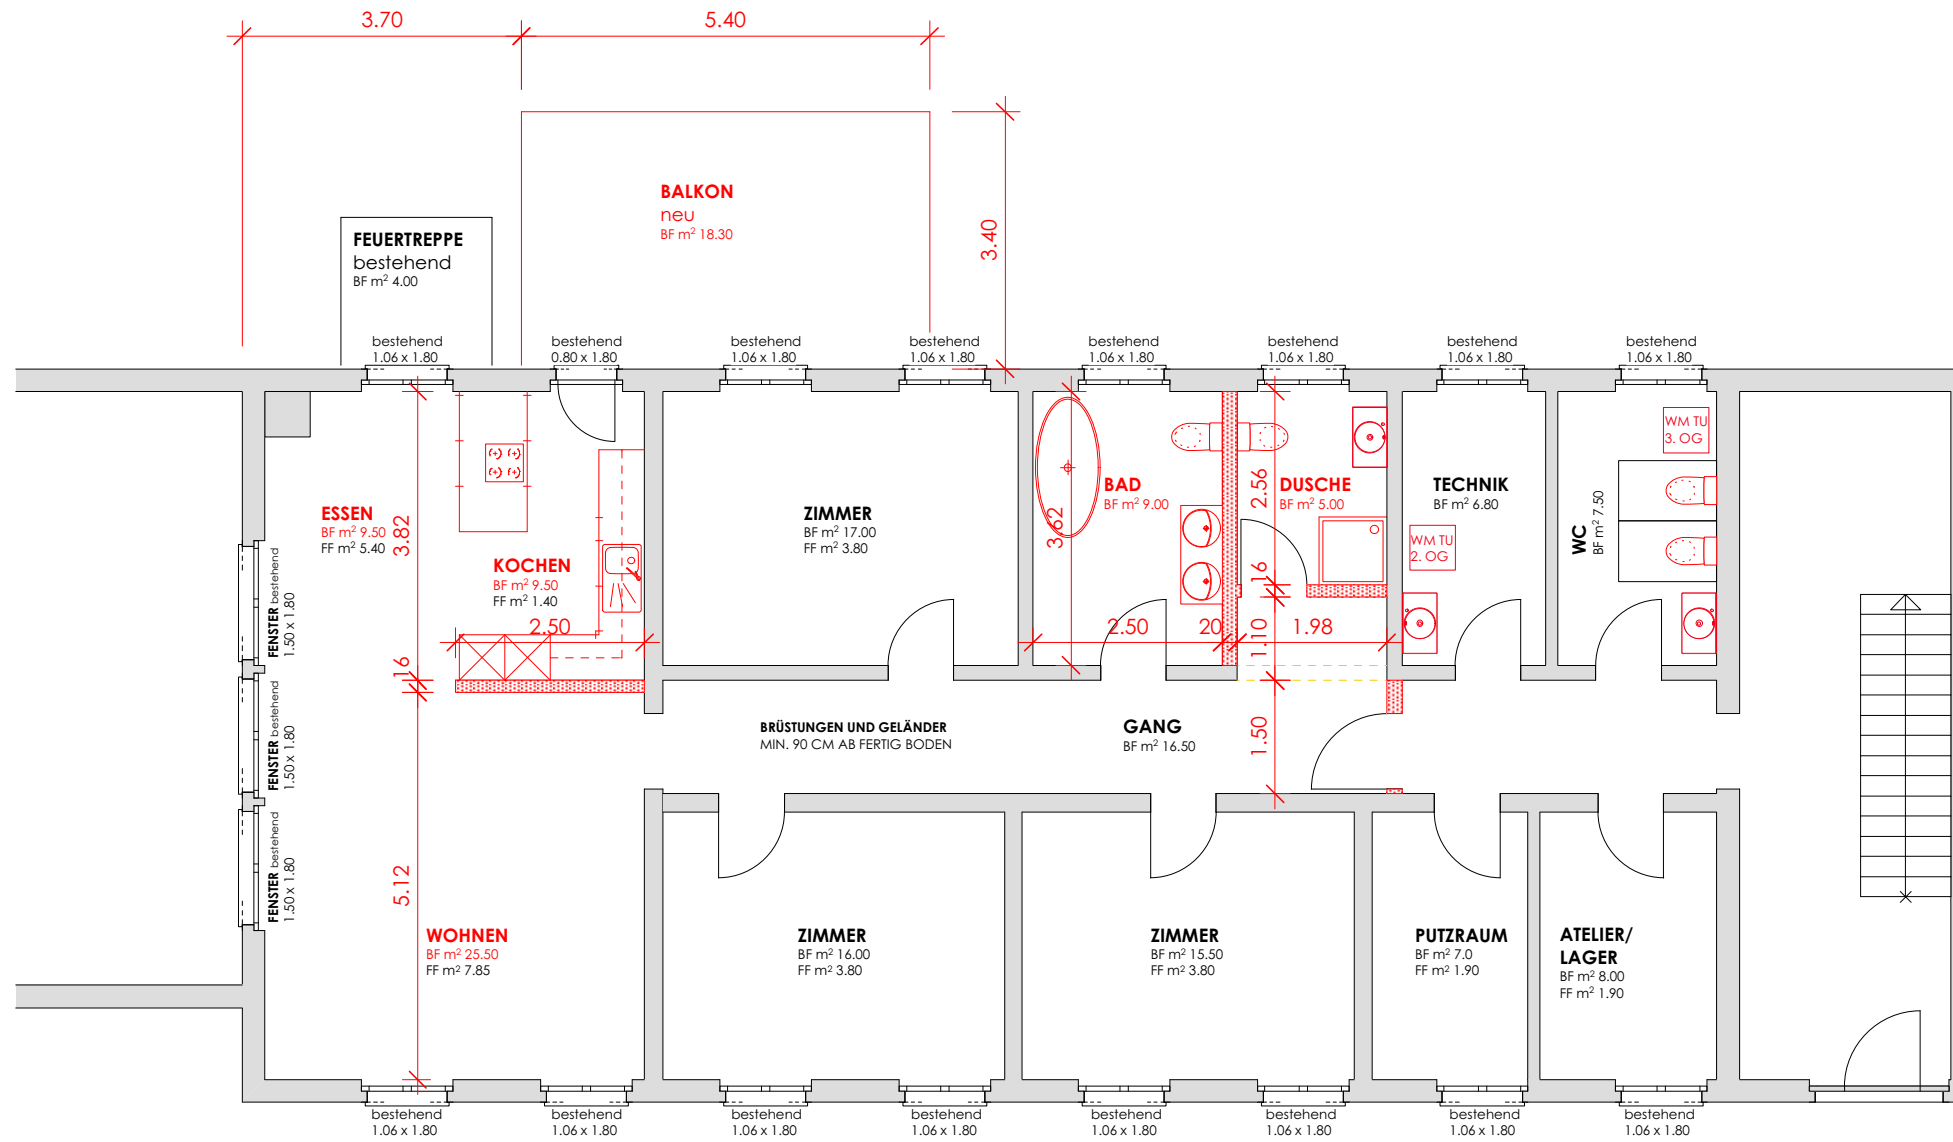 3.70
5.40
BALKON
neu
BF m² 18.30
3.40
FEUERTREPPE
bestehend
BF m² 4.00
bestehend
1.06 x 1.80
bestehend
0.80 x 1.80
bestehend
1.06 x 1.80
bestehend
1.06 x 1.80
bestehend
1.06 x 1.80
bestehend
1.06 x 1.80
bestehend
1.06 x 1.80
bestehend
1.06 x 1.80
ESSEN
BF m² 9.50
FF m² 5.40
3.82
KOCHEN
BF m² 9.50
FF m² 1.40
2.50
16
ZIMMER
BF m² 17.00
FF m² 3.80
BAD
BF m² 9.00
3.62
2.50
20
DUSCHE
BF m² 5.00
2.56
16
1.10
1.98
TECHNIK
BF m² 6.80
WM TU
2. OG
WC
BF m² 7.50
WM TU
3. OG
FENSTER bestehend
1.50 x 1.80
FENSTER bestehend
1.50 x 1.80
FENSTER bestehend
1.50 x 1.80
BRÜSTUNGEN UND GELÄNDER
MIN. 90 CM AB FERTIG BODEN
GANG
BF m² 16.50
1.50
5.12
WOHNEN
BF m² 25.50
FF m² 7.85
ZIMMER
BF m² 16.00
FF m² 3.80
ZIMMER
BF m² 15.50
FF m² 3.80
PUTZRAUM
BF m² 7.0
FF m² 1.90
ATELIER/
LAGER
BF m² 8.00
FF m² 1.90
bestehend
1.06 x 1.80
bestehend
1.06 x 1.80
bestehend
1.06 x 1.80
bestehend
1.06 x 1.80
bestehend
1.06 x 1.80
bestehend
1.06 x 1.80
bestehend
1.06 x 1.80
bestehend
1.06 x 1.80